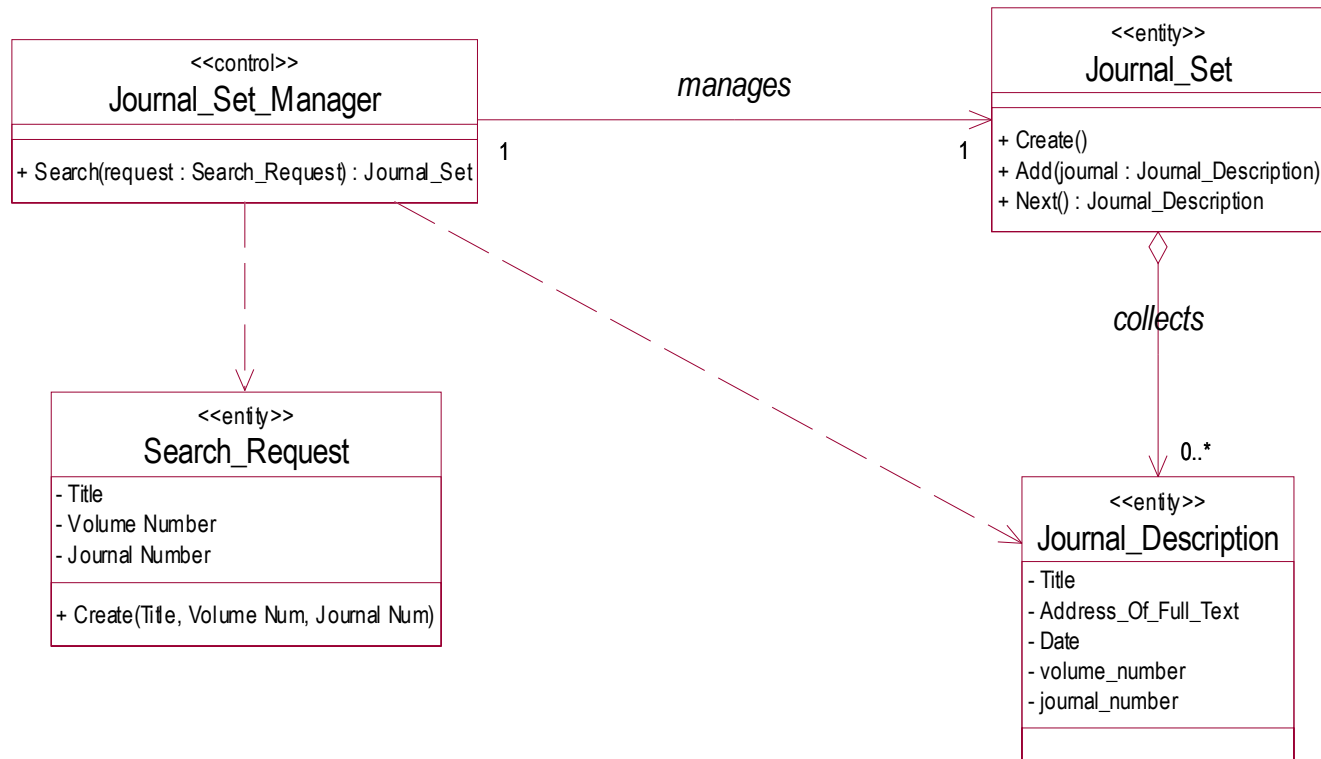 <<control>>
Journal_Set_Manager
+ Search(request : Search_Request) : Journal_Set
manages
1
1
<<entity>>
Journal_Set
+ Create()
+ Add(journal : Journal_Description)
+ Next() : Journal_Description
collects
0..*
<<entity>>
Search_Request
- Title
- Volume Number
- Journal Number
+ Create(Title, Volume Num, Journal Num)
<<entity>>
Journal_Description
- Title
- Address_Of_Full_Text
- Date
- volume_number
- journal_number